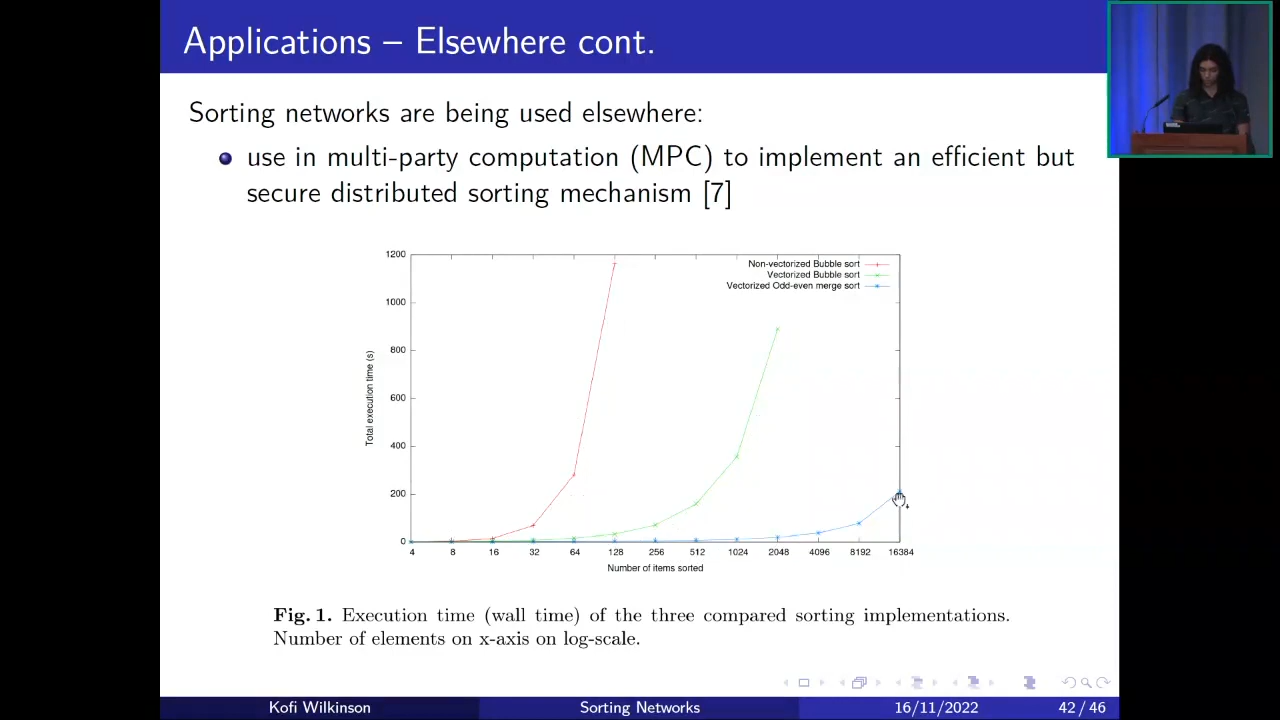 Applications – Elsewhere cont.
Sorting networks are being used elsewhere:
use in multi-party computation (MPC) to implement an efficient but
secure distributed sorting mechanism [7]
1200
1000
800
600
400
200
0
Total execution time (s)
Non-vectorized Bubble sort
Vectorized Bubble sort
Vectorized Odd-even merge sort
4 8 16 32 64 128 256 512 1024 2048 4096 8192 16384
Number of items sorted
Fig. 1. Execution time (wall time) of the three compared sorting implementations.
Number of elements on x-axis on log-scale.
Kofi Wilkinson Sorting Networks 16/11/2022 42 / 46